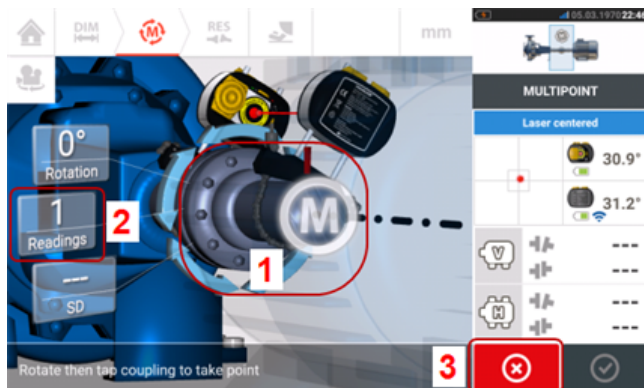 DIM
M
RES
mm
05.03.1970 22:46
MULTIPOINT
Laser centered
0°
Rotation
30.9°
1
Readings
2
31.2°
M
1
V
---
---
---
SD
H
---
---
Rotate then tap coupling to take point
3